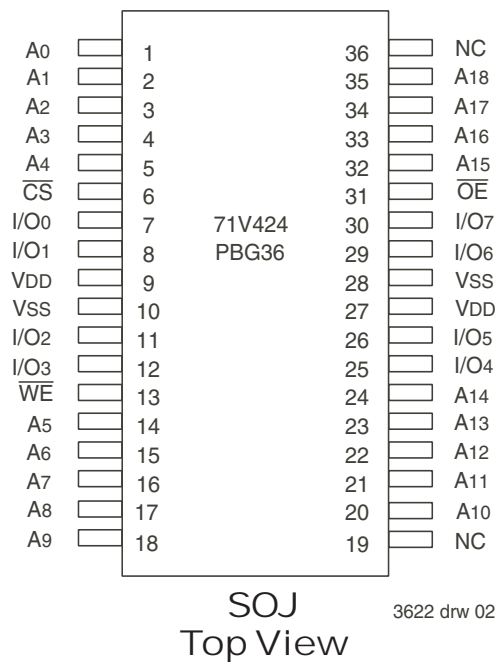 A0 1 36 NC
A1 2 35 A18
A2 3 34 A17
A3 4 33 A16
A4 5 32 A15
C̅S̅ 6 31 O̅E̅
I/O0 7 71V424 30 I/O7
I/O1 8 PBG36 29 I/O6
VDD 9 28 VSS
VSS 10 27 VDD
I/O2 11 26 I/O5
I/O3 12 25 I/O4
W̅E̅ 13 24 A14
A5 14 23 A13
A6 15 22 A12
A7 16 21 A11
A8 17 20 A10
A9 18 19 NC
SOJ 3622 drw 02
Top View